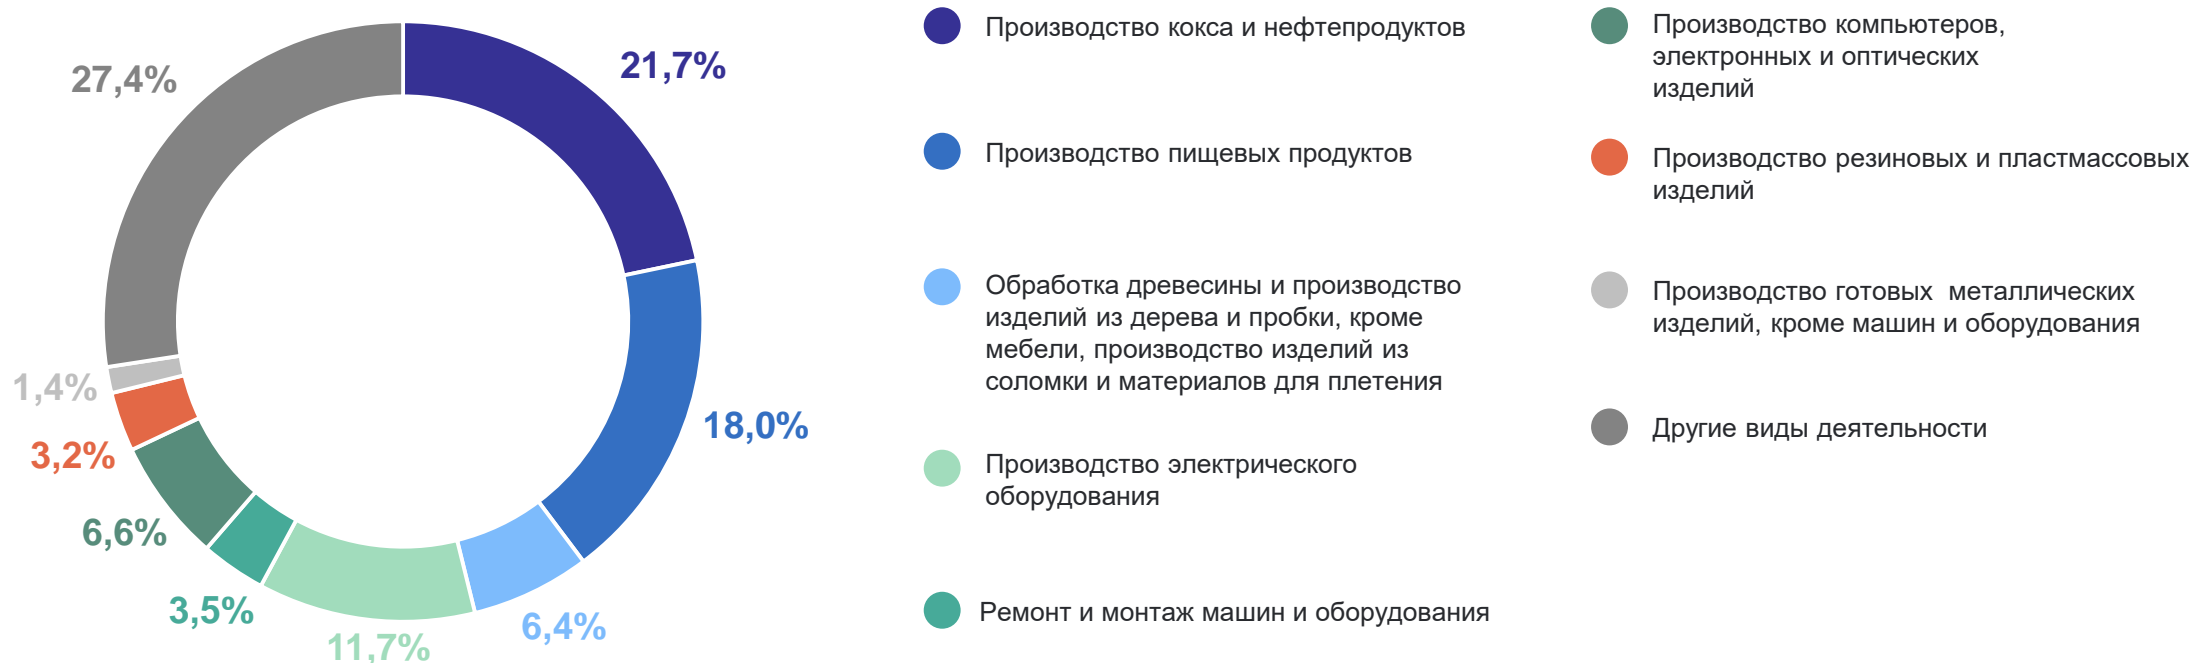 27,4%
21,7%
18,0%
6,4%
11,7%
3,5%
6,6%
3,2%
1,4%
Производство кокса и нефтепродуктов
Производство пищевых продуктов
Обработка древесины и производство
изделий из дерева и пробки, кроме
мебели, производство изделий из
соломки и материалов для плетения
Производство электрического
оборудования
Ремонт и монтаж машин и оборудования
Производство компьютеров,
электронных и оптических
изделий
Производство резиновых и пластмассовых
изделий
Производство готовых  металлических
изделий, кроме машин и оборудования
Другие виды деятельности